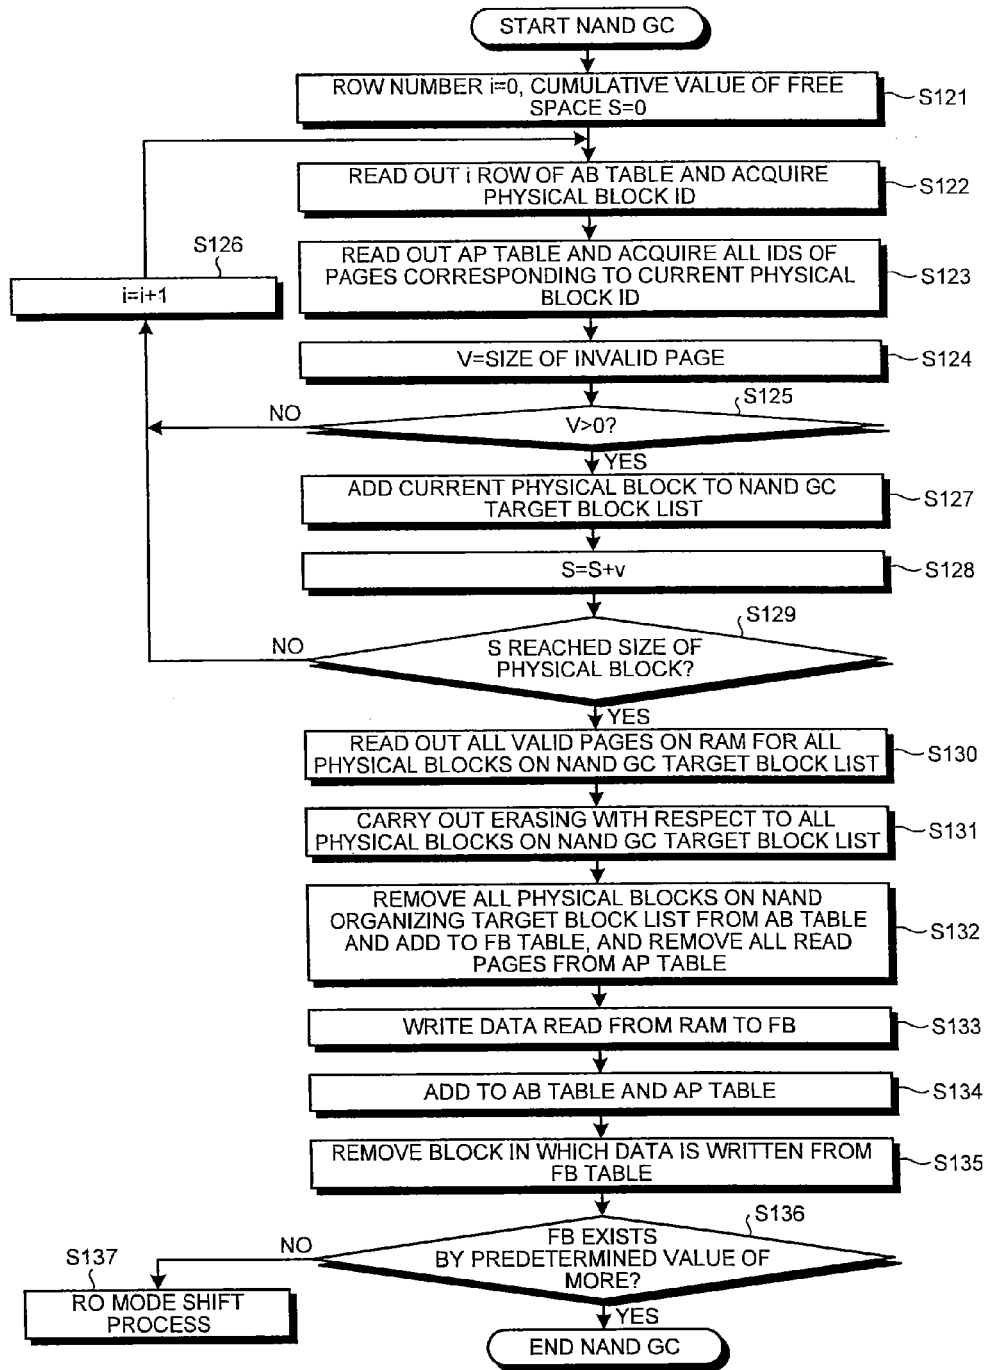 START NAND GC
ROW NUMBER i=0, CUMULATIVE VALUE OF FREE
SPACE S=0
S121
READ OUT i ROW OF AB TABLE AND ACQUIRE
PHYSICAL BLOCK ID
S122
S126
i=i+1
READ OUT AP TABLE AND ACQUIRE ALL IDS OF
PAGES CORRESPONDING TO CURRENT PHYSICAL
BLOCK ID
S123
V=SIZE OF INVALID PAGE
S124
S125
NO
V>0?
YES
ADD CURRENT PHYSICAL BLOCK TO NAND GC
TARGET BLOCK LIST
S127
S=S+v
S128
S129
NO
S REACHED SIZE OF
PHYSICAL BLOCK?
YES
READ OUT ALL VALID PAGES ON RAM FOR ALL
PHYSICAL BLOCKS ON NAND GC TARGET BLOCK LIST
S130
CARRY OUT ERASING WITH RESPECT TO ALL
PHYSICAL BLOCKS ON NAND GC TARGET BLOCK LIST
S131
REMOVE ALL PHYSICAL BLOCKS ON NAND
ORGANIZING TARGET BLOCK LIST FROM AB TABLE
AND ADD TO FB TABLE, AND REMOVE ALL READ
PAGES FROM AP TABLE
S132
WRITE DATA READ FROM RAM TO FB
S133
ADD TO AB TABLE AND AP TABLE
S134
REMOVE BLOCK IN WHICH DATA IS WRITTEN FROM
FB TABLE
S135
S136
NO
FB EXISTS
BY PREDETERMINED VALUE OF
MORE?
S137
RO MODE SHIFT
PROCESS
YES
END NAND GC